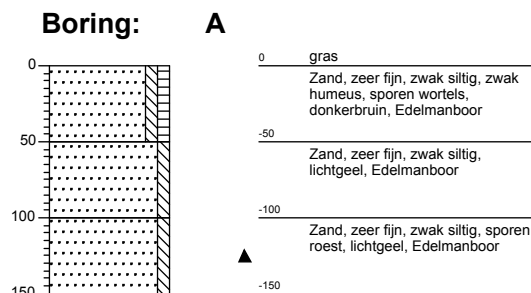 Boring: A
0
50
100
150
0 gras
Zand, zeer fijn, zwak siltig, zwak
humeus, sporen wortels,
donkerbruin, Edelmanboor
-50
Zand, zeer fijn, zwak siltig,
lichtgeel, Edelmanboor
-100
Zand, zeer fijn, zwak siltig, sporen
roest, lichtgeel, Edelmanboor
-150